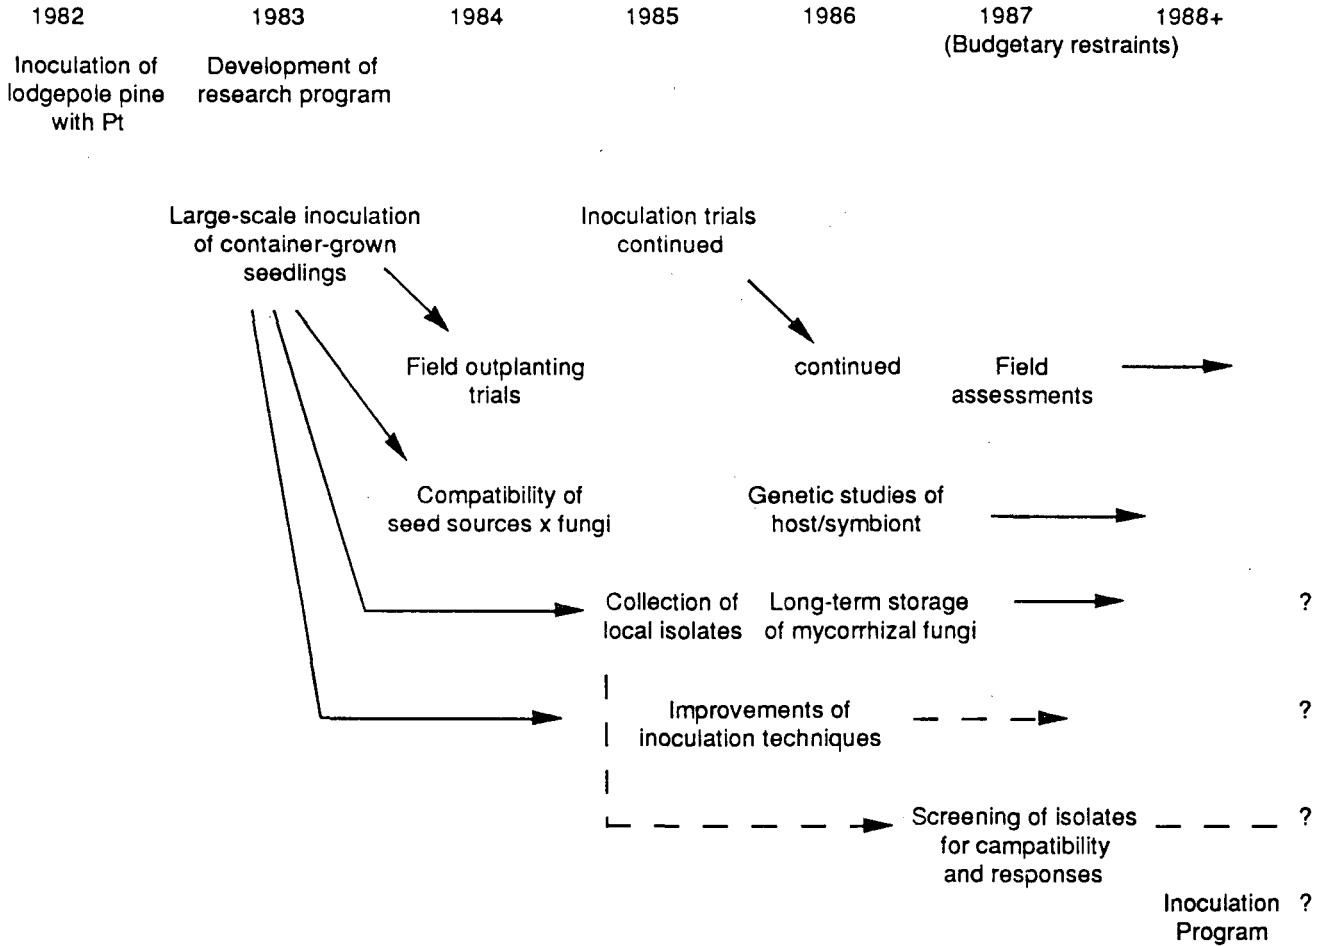 1982 1983 1984 1985 1986 1987 1988+
(Budgetary restraints)
Inoculation of
lodgepole pine
with Pt
Development of
research program
Large-scale inoculation
of container-grown
seedlings
Inoculation trials
continued
Field outplanting
trials
continued
Field
assessments
Compatibility of
seed sources x fungi
Genetic studies of
host/symbiont
Collection of
local isolates
Long-term storage
of mycorrhizal fungi
?
Improvements of
inoculation techniques
?
Screening of isolates
for campatibility
and responses
?
Inoculation
Program
?